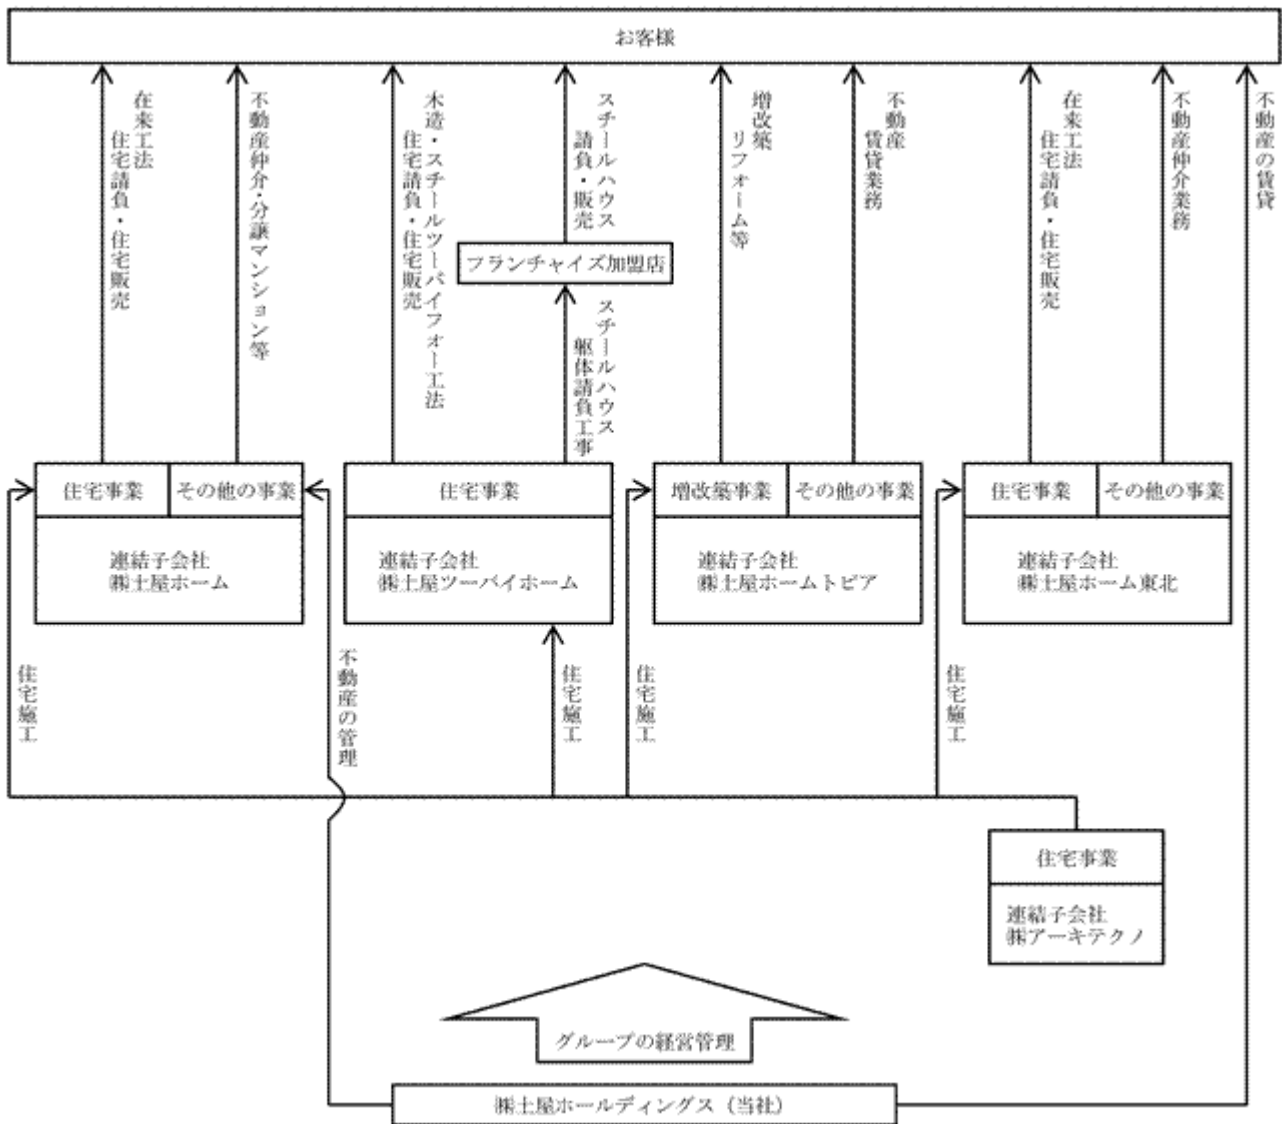 お客様
在来工法
住宅請負・住宅販売
不動産仲介・分譲マンション等
木造・スチールツーバイフォー工法
住宅請負・住宅販売
スチールハウス
請負・販売
増改築
リフォーム等
不動産
賃貸業務
在来工法
住宅請負・住宅販売
不動産仲介業務
不動産の賃貸
フランチャイズ加盟店
スチールハウス
躯体請負工事
住宅事業
その他の事業
住宅事業
増改築事業
その他の事業
住宅事業
その他の事業
連結子会社
㈱土屋ホーム
連結子会社
㈱土屋ツーバイホーム
連結子会社
㈱土屋ホームトピア
連結子会社
㈱土屋ホーム東北
住宅施工
不動産の管理
住宅施工
住宅施工
住宅施工
住宅事業
連結子会社
㈱アーキテクノ
グループの経営管理
㈱土屋ホールディングス（当社）